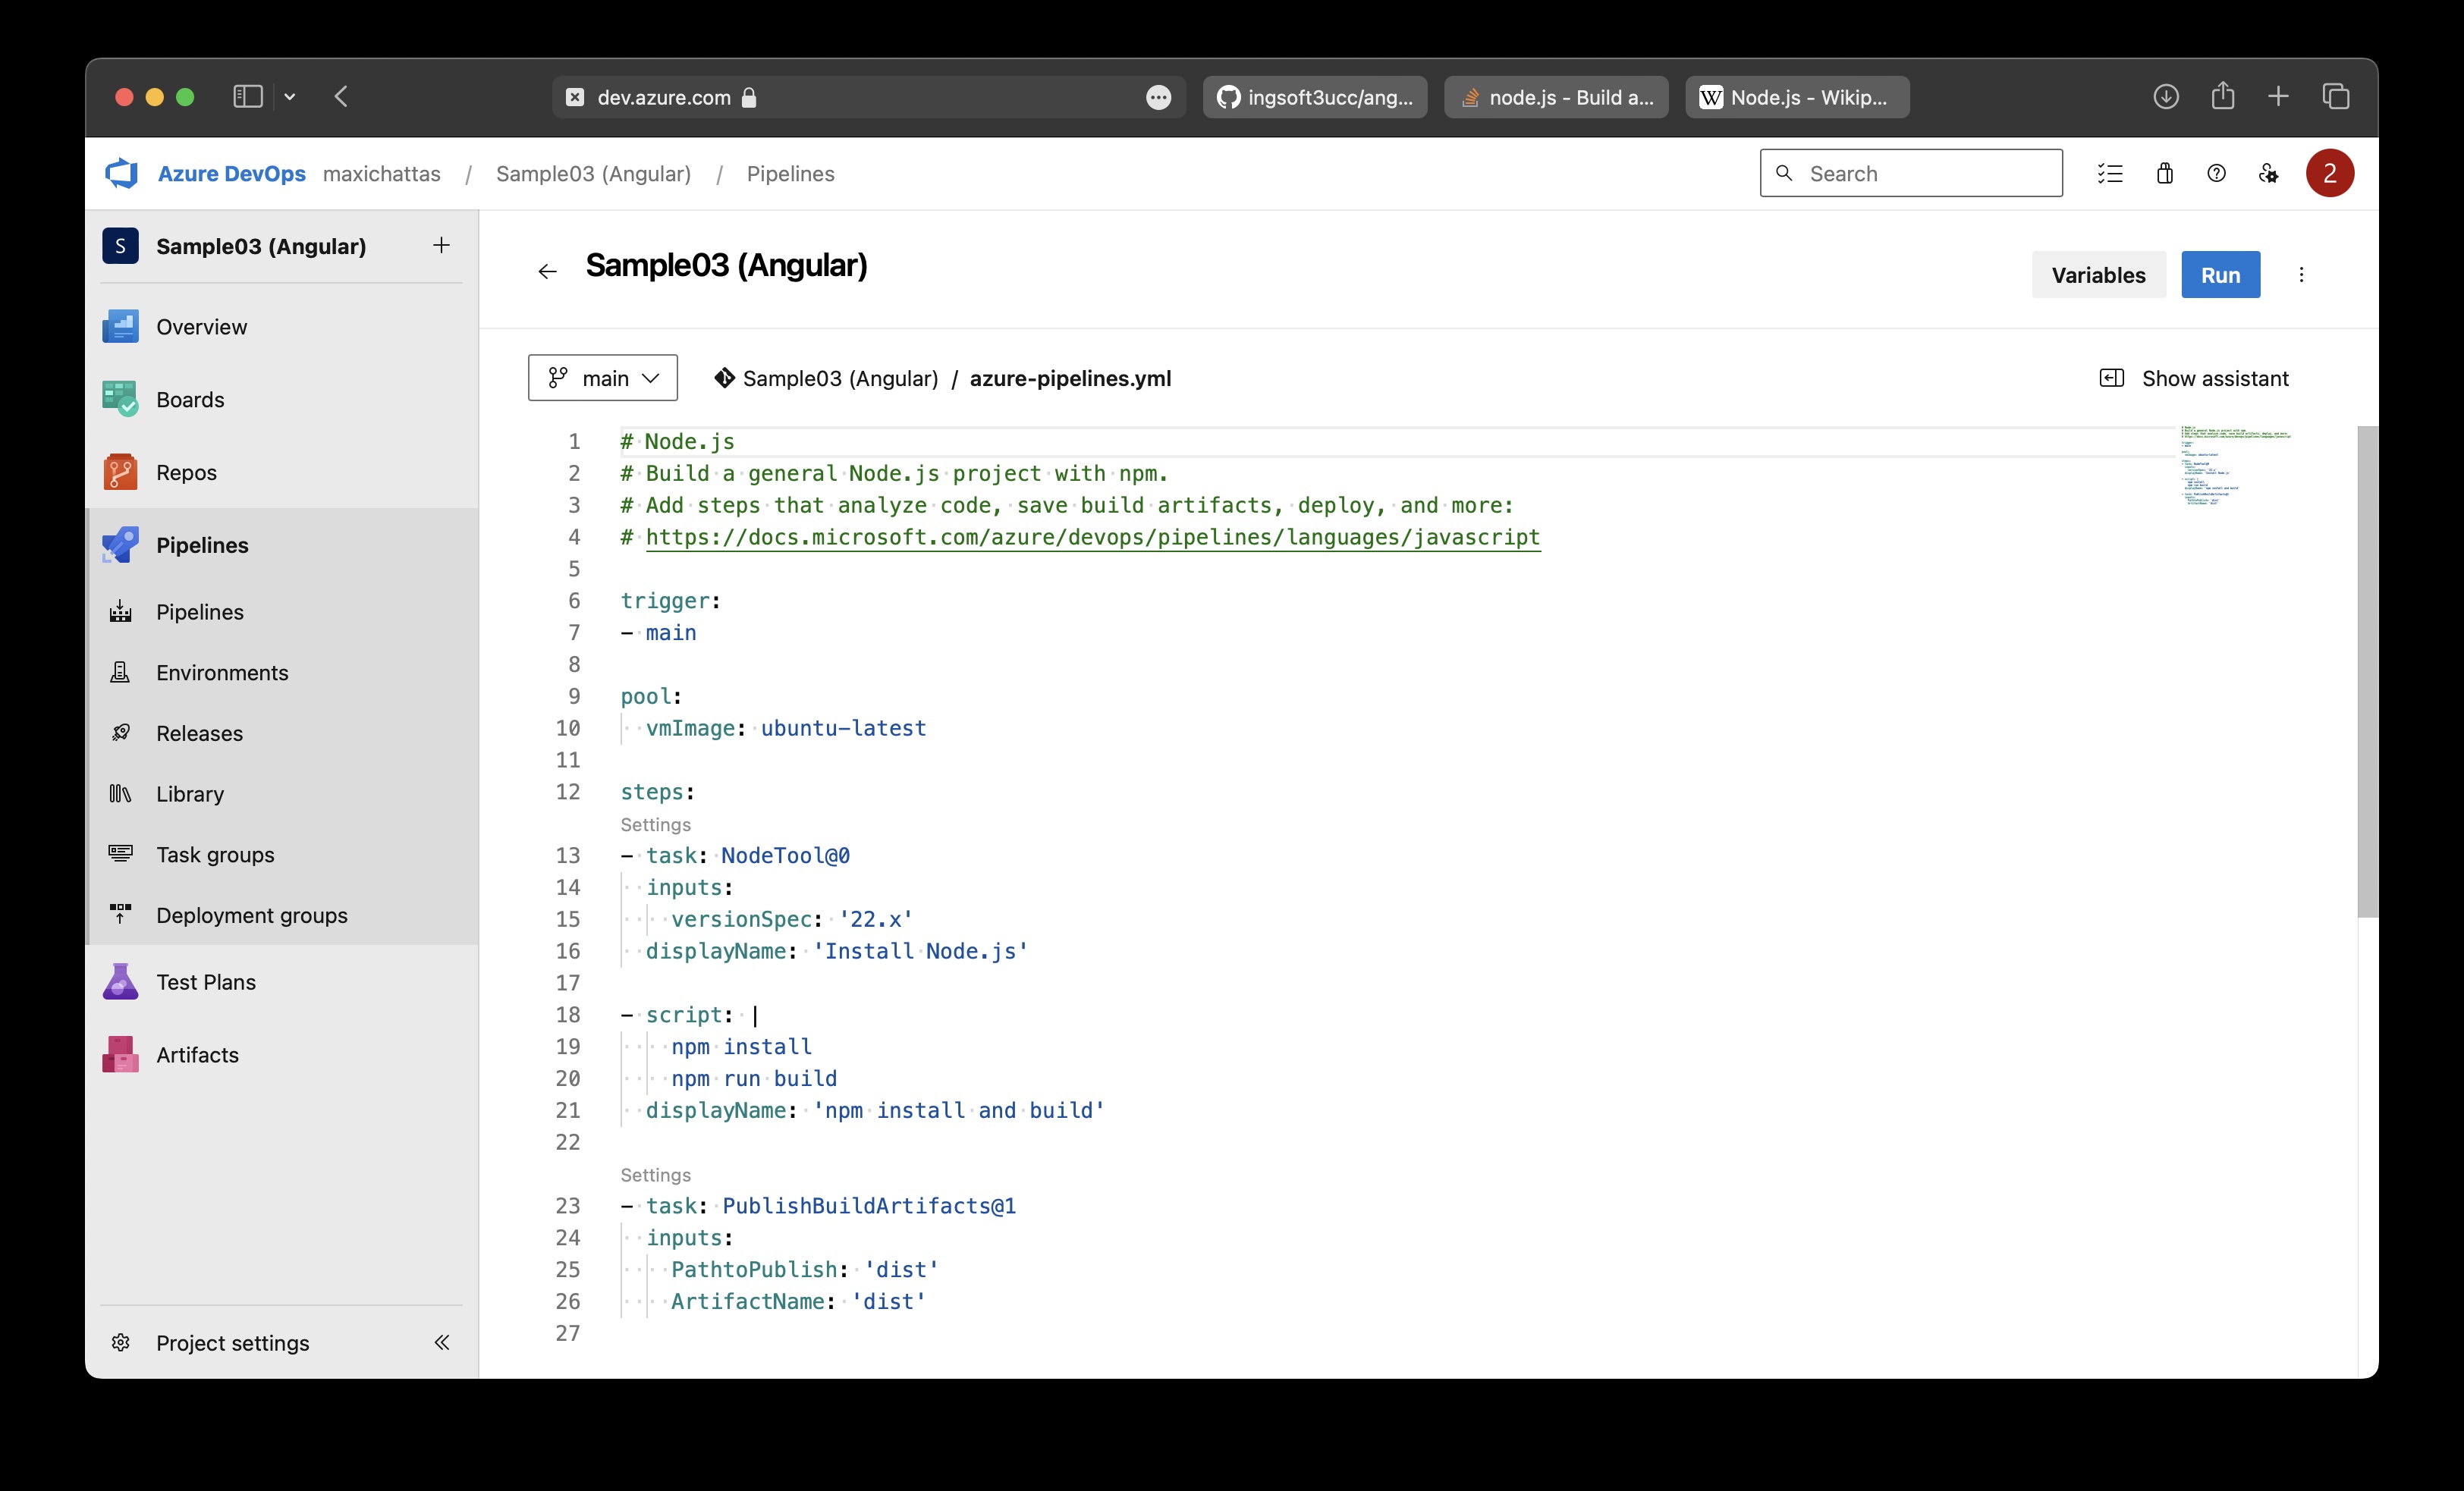 dev.azure.com
ingsoft3ucc/ang...
node.js - Build a...
W Node.js - Wikip...
Azure DevOps maxichattas / Sample03 (Angular) / Pipelines
Search
2
S Sample03 (Angular)
Overview
Boards
Repos
Pipelines
Pipelines
Environments
Releases
Library
Task groups
Deployment groups
Test Plans
Artifacts
Project settings
Sample03 (Angular)
Variables
Run
main
Sample03 (Angular) / azure-pipelines.yml
Show assistant
1 # Node.js
2 # Build a general Node.js project with npm.
3 # Add steps that analyze code, save build artifacts, deploy, and more:
4 # https://docs.microsoft.com/azure/devops/pipelines/languages/javascript
5
6 trigger:
7 - main
8
9 pool:
10   vmImage: ubuntu-latest
11
12 steps:
Settings
13 - task: NodeTool@0
14   inputs:
15     versionSpec: '22.x'
16   displayName: 'Install Node.js'
17
18 - script: |
19     npm install
20     npm run build
21   displayName: 'npm install and build'
22
Settings
23 - task: PublishBuildArtifacts@1
24   inputs:
25     PathtoPublish: 'dist'
26     ArtifactName: 'dist'
27